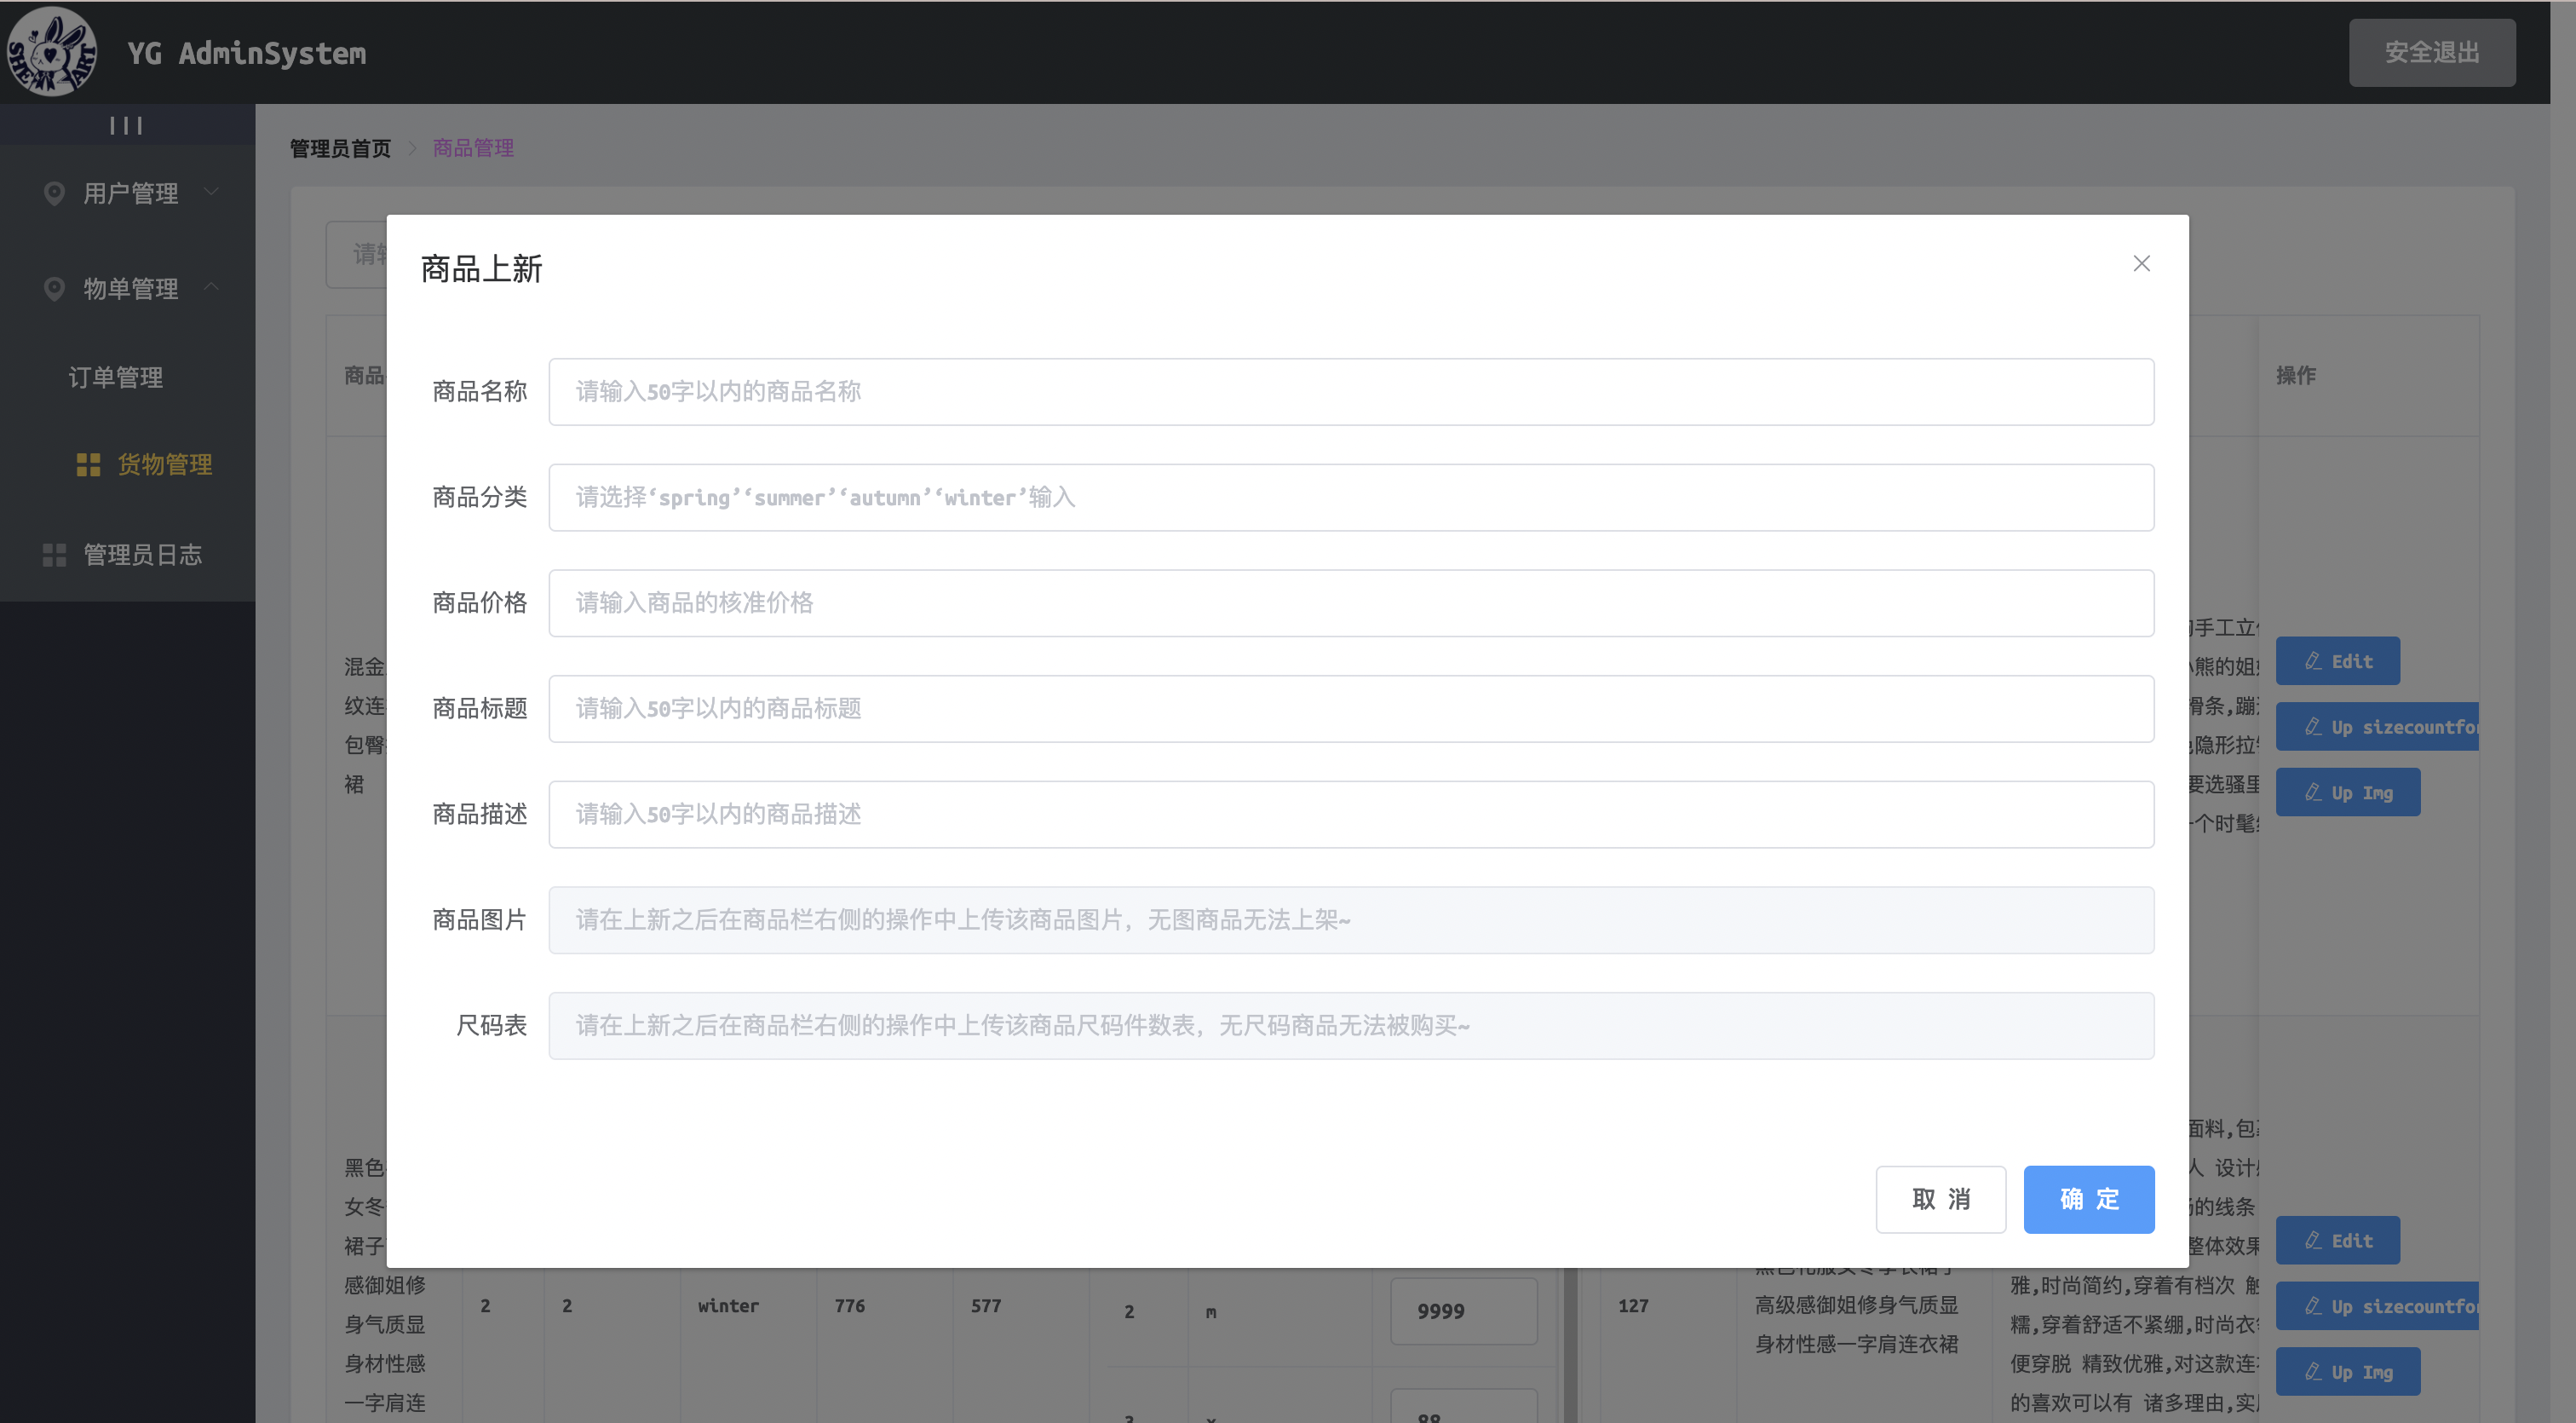 YG AdminSystem
安全退出
用户管理
物单管理
订单管理
货物管理
管理员日志
管理员首页
商品管理
商品上新
商品名称
请输入50字以内的商品名称
商品分类
请选择‘spring’‘summer’‘autumn’‘winter’输入
商品价格
请输入商品的核准价格
商品标题
请输入50字以内的商品标题
商品描述
请输入50字以内的商品描述
商品图片
请在上新之后在商品栏右侧的操作中上传该商品图片，无图商品无法上架~
尺码表
请在上新之后在商品栏右侧的操作中上传该商品尺码件数表，无尺码商品无法被购买~
取 消
确 定
商品
操作
混金
纹连
包臀
裙
手工立
熊的姐
滑条,蹦
隐形拉
要选骚里
个时髦
Edit
Up sizecountfor
Up Img
黑色
女冬
裙子
感御姐修
身气质显
身材性感
一字肩连
2
2
winter
776
577
2
m
9999
127
高级感御姐修身气质显
身材性感一字肩连衣裙
面料,包
人 设计
的线条
整体效果
雅,时尚简约,穿着有档次 触
糯,穿着舒适不紧绷,时尚衣
便穿脱 精致优雅,对这款连
的喜欢可以有 诸多理由,实
Edit
Up sizecountfor
Up Img